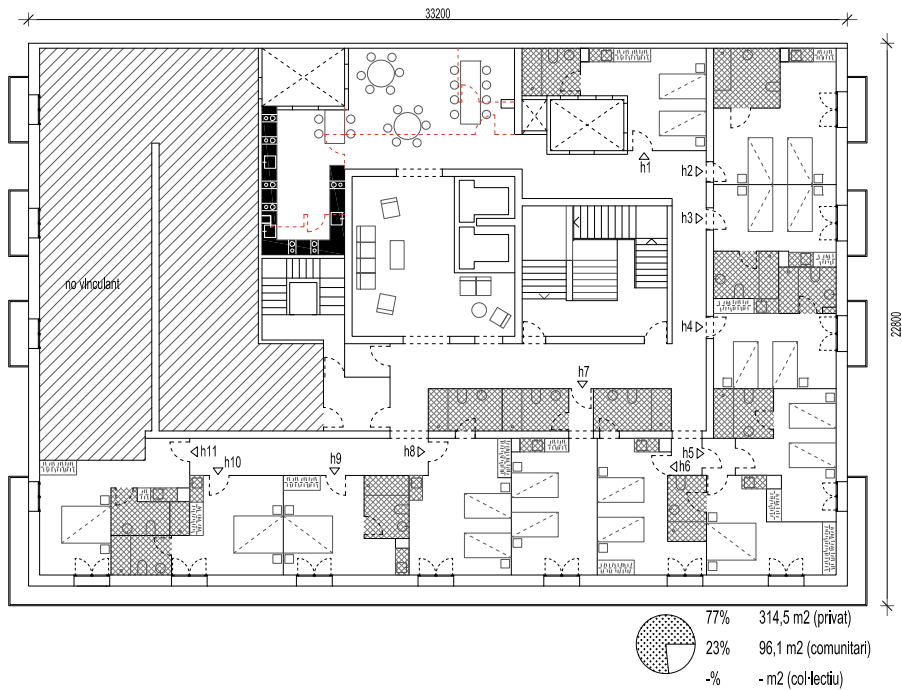 33200
h1
h2
h3
no vinculant
h4
22800
h7
h11
h10
h9
h8
h5
h6
77% 314,5 m2 (privat)
23% 96,1 m2 (comunitari)
-% - m2 (col·lectiu)